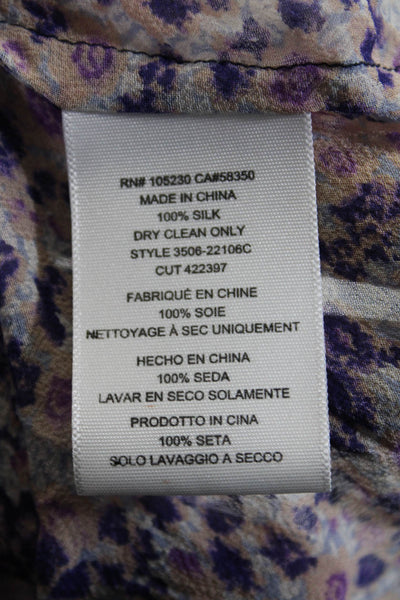 RN# 105230 CA#58350
MADE IN CHINA
100% SILK
DRY CLEAN ONLY
STYLE 3506-22106C
CUT 422397
FABRIQUÉ EN CHINE
100% SOIE
NETTOYAGE À SEC UNIQUEMENT
HECHO EN CHINA
100% SEDA
LAVAR EN SECO SOLAMENTE
PRODOTTO IN CINA
100% SETA
SOLO LAVAGGIO A SECCO